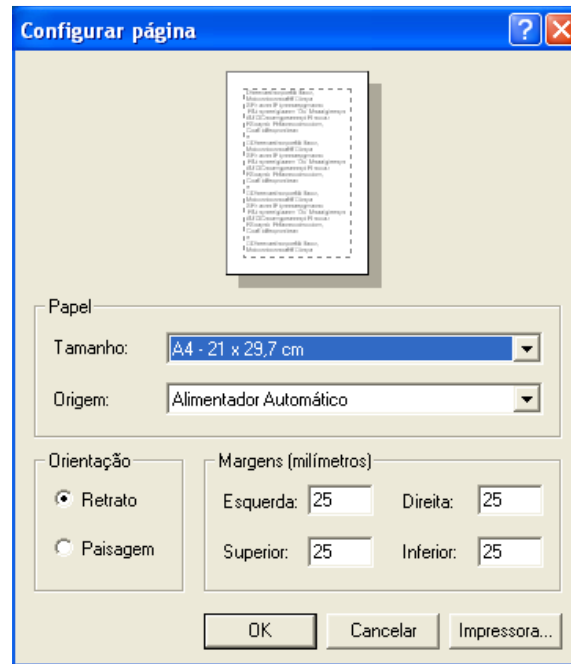 Configurar página
Papel
Tamanho: A4 - 21 x 29,7 cm
Origem: Alimentador Automático
Orientação
Retrato
Paisagem
Margens (milímetros)
Esquerda: 25 Direita: 25
Superior: 25 Inferior: 25
OK Cancelar Impressora...